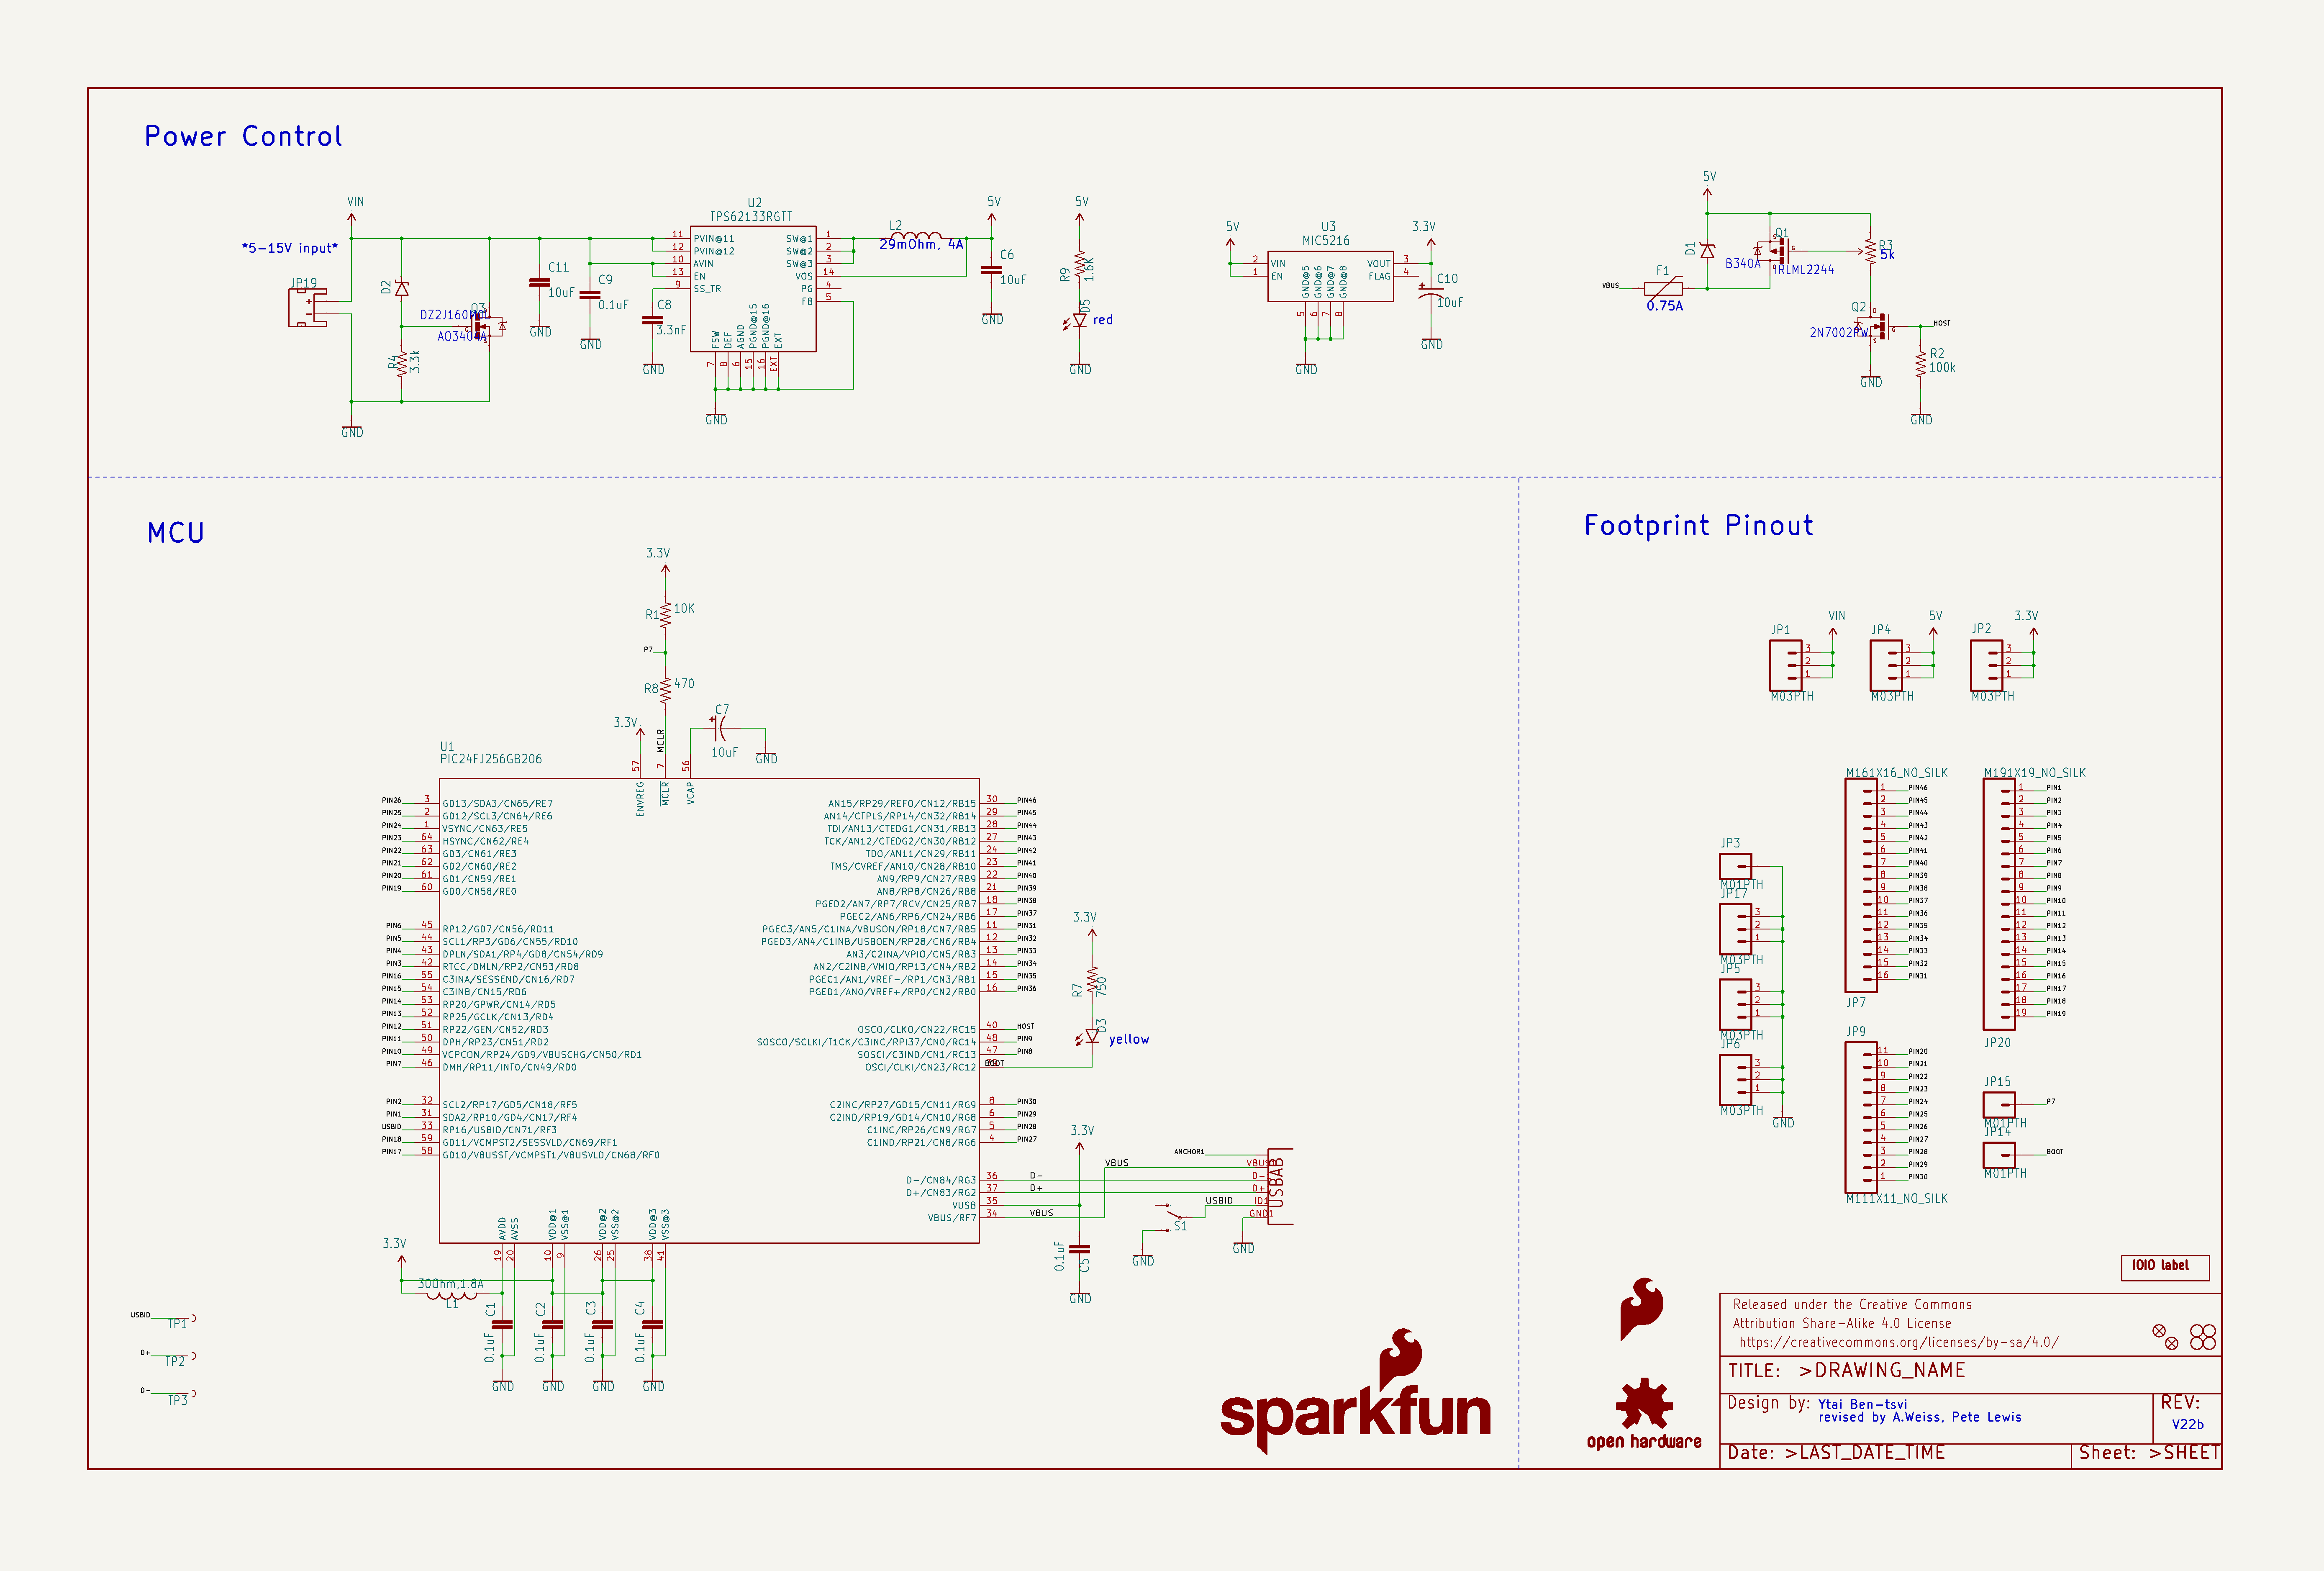 Power Control
VIN
*5-15V input*
JP19
+
-
D2
DZ2J160M0L
Q3
AO3404A
R4
3.3k
GND
C11
10uF
GND
C9
0.1uF
GND
C8
3.3nF
GND
U2
TPS62133RGTT
11 PVIN@11 SW@1 1
12 PVIN@12 SW@2 2
10 AVIN SW@3 3
13 EN VOS 14
9 SS_TR PG 4
FB 5
FSW DEF AGND PGND@15 PGND@16 EXT
7 8 6 15 16 EXT
GND
L2
29mOhm, 4A
5V
C6
10uF
GND
5V
R9
1.6K
D5
red
GND
5V
U3
MIC5216
3.3V
2 VIN VOUT 3
1 EN FLAG 4
GND@5 GND@6 GND@7 GND@8
5 6 7 8
GND
C10
10uF
GND
5V
D1
B340A
Q1
IRLML2244
R3
5k
VBUS
F1
0.75A
Q2
2N7002PW
HOST
R2
100k
GND
GND
MCU
3.3V
R1
10K
P7
R8
470
3.3V
MCLR
C7
10uF
GND
U1
PIC24FJ256GB206
57 7 56
ENVREG MCLR VCAP
PIN26 3 GD13/SDA3/CN65/RE7
PIN25 2 GD12/SCL3/CN64/RE6
PIN24 1 VSYNC/CN63/RE5
PIN23 64 HSYNC/CN62/RE4
PIN22 63 GD3/CN61/RE3
PIN21 62 GD2/CN60/RE2
PIN20 61 GD1/CN59/RE1
PIN19 60 GD0/CN58/RE0
PIN6 45 RP12/GD7/CN56/RD11
PIN5 44 SCL1/RP3/GD6/CN55/RD10
PIN4 43 DPLN/SDA1/RP4/GD8/CN54/RD9
PIN3 42 RTCC/DMLN/RP2/CN53/RD8
PIN16 55 C3INA/SESSEND/CN16/RD7
PIN15 54 C3INB/CN15/RD6
PIN14 53 RP20/GPWR/CN14/RD5
PIN13 52 RP25/GCLK/CN13/RD4
PIN12 51 RP22/GEN/CN52/RD3
PIN11 50 DPH/RP23/CN51/RD2
PIN10 49 VCPCON/RP24/GD9/VBUSCHG/CN50/RD1
PIN7 46 DMH/RP11/INT0/CN49/RD0
PIN2 32 SCL2/RP17/GD5/CN18/RF5
PIN1 31 SDA2/RP10/GD4/CN17/RF4
USBID 33 RP16/USBID/CN71/RF3
PIN18 59 GD11/VCMPST2/SESSVLD/CN69/RF1
PIN17 58 GD10/VBUSST/VCMPST1/VBUSVLD/CN68/RF0
AN15/RP29/REFO/CN12/RB15 30 PIN46
AN14/CTPLS/RP14/CN32/RB14 29 PIN45
TDI/AN13/CTEDG1/CN31/RB13 28 PIN44
TCK/AN12/CTEDG2/CN30/RB12 27 PIN43
TDO/AN11/CN29/RB11 24 PIN42
TMS/CVREF/AN10/CN28/RB10 23 PIN41
AN9/RP9/CN27/RB9 22 PIN40
AN8/RP8/CN26/RB8 21 PIN39
PGED2/AN7/RP7/RCV/CN25/RB7 18 PIN38
PGEC2/AN6/RP6/CN24/RB6 17 PIN37
PGEC3/AN5/C1INA/VBUSON/RP18/CN7/RB5 11 PIN31
PGED3/AN4/C1INB/USBOEN/RP28/CN6/RB4 12 PIN32
AN3/C2INA/VPIO/CN5/RB3 13 PIN33
AN2/C2INB/VMIO/RP13/CN4/RB2 14 PIN34
PGEC1/AN1/VREF-/RP1/CN3/RB1 15 PIN35
PGED1/AN0/VREF+/RP0/CN2/RB0 16 PIN36
OSCO/CLKO/CN22/RC15 40 HOST
SOSCO/SCLKI/T1CK/C3INC/RPI37/CN0/RC14 48 PIN9
SOSCI/C3IND/CN1/RC13 47 PIN8
OSCI/CLKI/CN23/RC12 39 BOOT
C2INC/RP27/GD15/CN11/RG9 8 PIN30
C2IND/RP19/GD14/CN10/RG8 6 PIN29
C1INC/RP26/CN9/RG7 5 PIN28
C1IND/RP21/CN8/RG6 4 PIN27
D-/CN84/RG3 36 D-
D+/CN83/RG2 37 D+
VUSB 35
VBUS/RF7 34 VBUS
AVDD AVSS VDD@1 VSS@1 VDD@2 VSS@2 VDD@3 VSS@3
19 20 10 9 26 25 38 41
3.3V
R7
750
D3
yellow
3.3V
ANCHOR1
VBUS
VBUS
D-
D+
USBID
ID1
GND1
USBAB
S1
GND
GND
0.1uF
C5
GND
3.3V
30Ohm,1.8A
L1
C1
0.1uF
C2
0.1uF
C3
0.1uF
C4
0.1uF
GND GND GND GND
USBID TP1
D+ TP2
D- TP3
sparkfun
Footprint Pinout
VIN
JP1
3
2
1
M03PTH
5V
JP4
3
2
1
M03PTH
3.3V
JP2
3
2
1
M03PTH
JP3
M01PTH
JP17
3
2
1
M03PTH
JP5
3
2
1
M03PTH
JP6
3
2
1
M03PTH
GND
M161X16_NO_SILK
1 PIN46
2 PIN45
3 PIN44
4 PIN43
5 PIN42
6 PIN41
7 PIN40
8 PIN39
9 PIN38
10 PIN37
11 PIN36
12 PIN35
13 PIN34
14 PIN33
15 PIN32
16 PIN31
JP7
JP9
11 PIN20
10 PIN21
9 PIN22
8 PIN23
7 PIN24
6 PIN25
5 PIN26
4 PIN27
3 PIN28
2 PIN29
1 PIN30
M111X11_NO_SILK
M191X19_NO_SILK
1 PIN1
2 PIN2
3 PIN3
4 PIN4
5 PIN5
6 PIN6
7 PIN7
8 PIN8
9 PIN9
10 PIN10
11 PIN11
12 PIN12
13 PIN13
14 PIN14
15 PIN15
16 PIN16
17 PIN17
18 PIN18
19 PIN19
JP20
JP15
P7
M01PTH
JP14
BOOT
M01PTH
IOIO label
open hardware
Released under the Creative Commons
Attribution Share-Alike 4.0 License
https://creativecommons.org/licenses/by-sa/4.0/
TITLE: >DRAWING_NAME
Design by: Ytai Ben-tsvi
revised by A.Weiss, Pete Lewis
REV:
V22b
Date: >LAST_DATE_TIME
Sheet: >SHEET